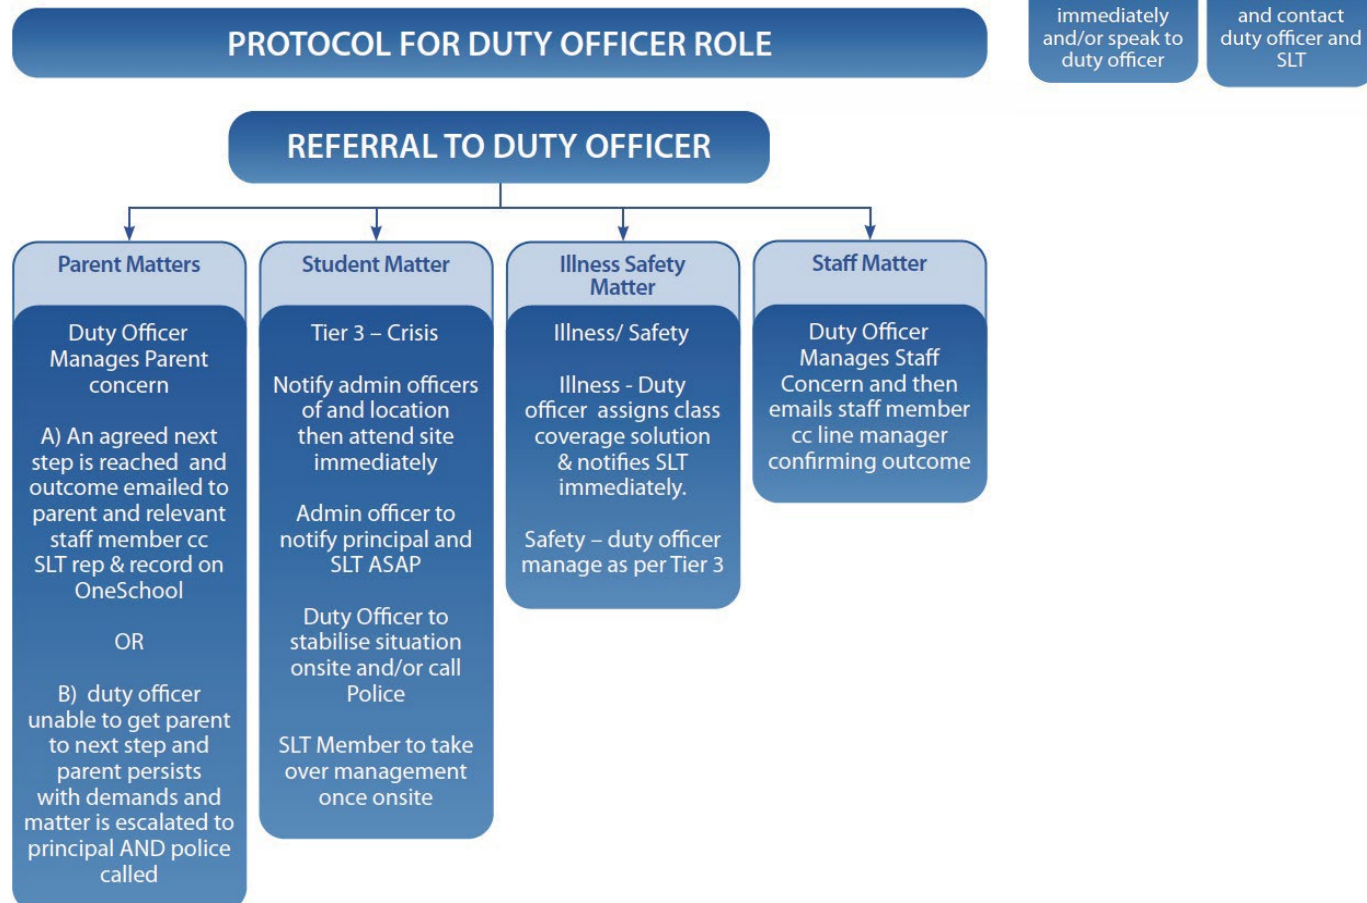 PROTOCOL FOR DUTY OFFICER ROLE
immediately
and/or speak to
duty officer
and contact
duty officer and
SLT
REFERRAL TO DUTY OFFICER
Parent Matters
Duty Officer
Manages Parent
concern
A) An agreed next
step is reached and
outcome emailed to
parent and relevant
staff member cc
SLT rep & record on
OneSchool
OR
B) duty officer
unable to get parent
to next step and
parent persists
with demands and
matter is escalated to
principal AND police
called
Student Matter
Tier 3 – Crisis
Notify admin officers
of and location
then attend site
immediately
Admin officer to
notify principal and
SLT ASAP
Duty Officer to
stabilise situation
onsite and/or call
Police
SLT Member to take
over management
once onsite
Illness Safety
Matter
Illness/ Safety
Illness - Duty
officer assigns class
coverage solution
& notifies SLT
immediately.
Safety – duty officer
manage as per Tier 3
Staff Matter
Duty Officer
Manages Staff
Concern and then
emails staff member
cc line manager
confirming outcome